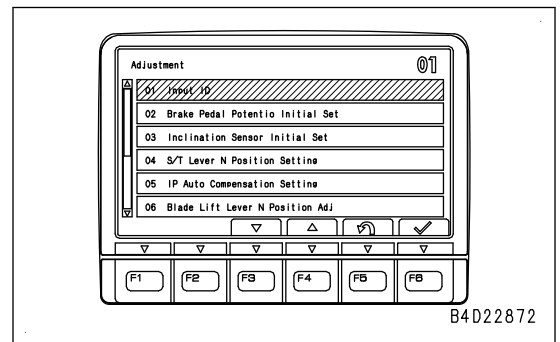 Adjustment 01
01 Input ID
02 Brake Pedal Potentio Initial Set
03 Inclination Sensor Initial Set
04 S/T Lever N Position Setting
05 IP Auto Compensation Setting
06 Blade Lift Lever N Position Adj
F1 F2 F3 F4 F5 F6
B4D22872